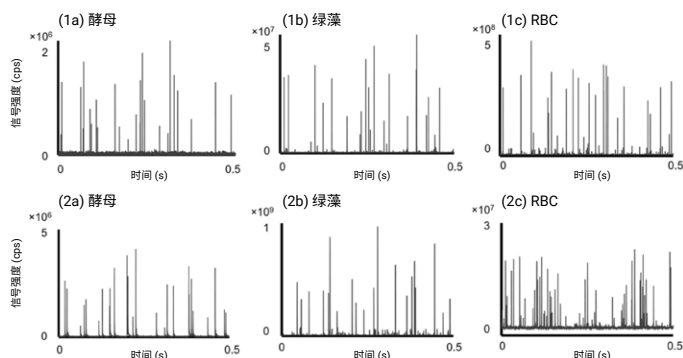 (1a) 酵母
×10⁶
2
0
信号强度 (cps)
0
时间 (s)
0.5
(1b) 绿藻
×10⁷
5
0
0
时间 (s)
0.5
(1c) RBC
×10⁸
5
0
0
时间 (s)
0.5
(2a) 酵母
×10⁶
5
0
信号强度 (cps)
0
时间 (s)
0.5
(2b) 绿藻
×10⁹
1
0
0
时间 (s)
0.5
(2c) RBC
×10⁷
3
0
0
时间 (s)
0.5